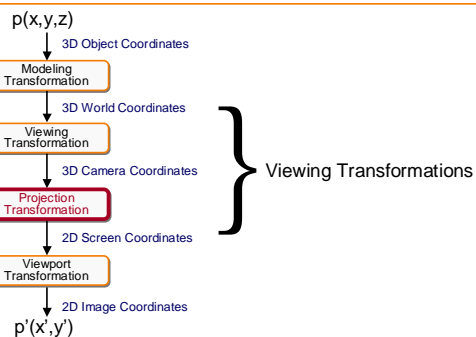 p(x,y,z)
3D Object Coordinates
Modeling
Transformation
3D World Coordinates
Viewing
Transformation
3D Camera Coordinates
Viewing Transformations
Projection
Transformation
2D Screen Coordinates
Viewport
Transformation
2D Image Coordinates
p’(x’,y’)